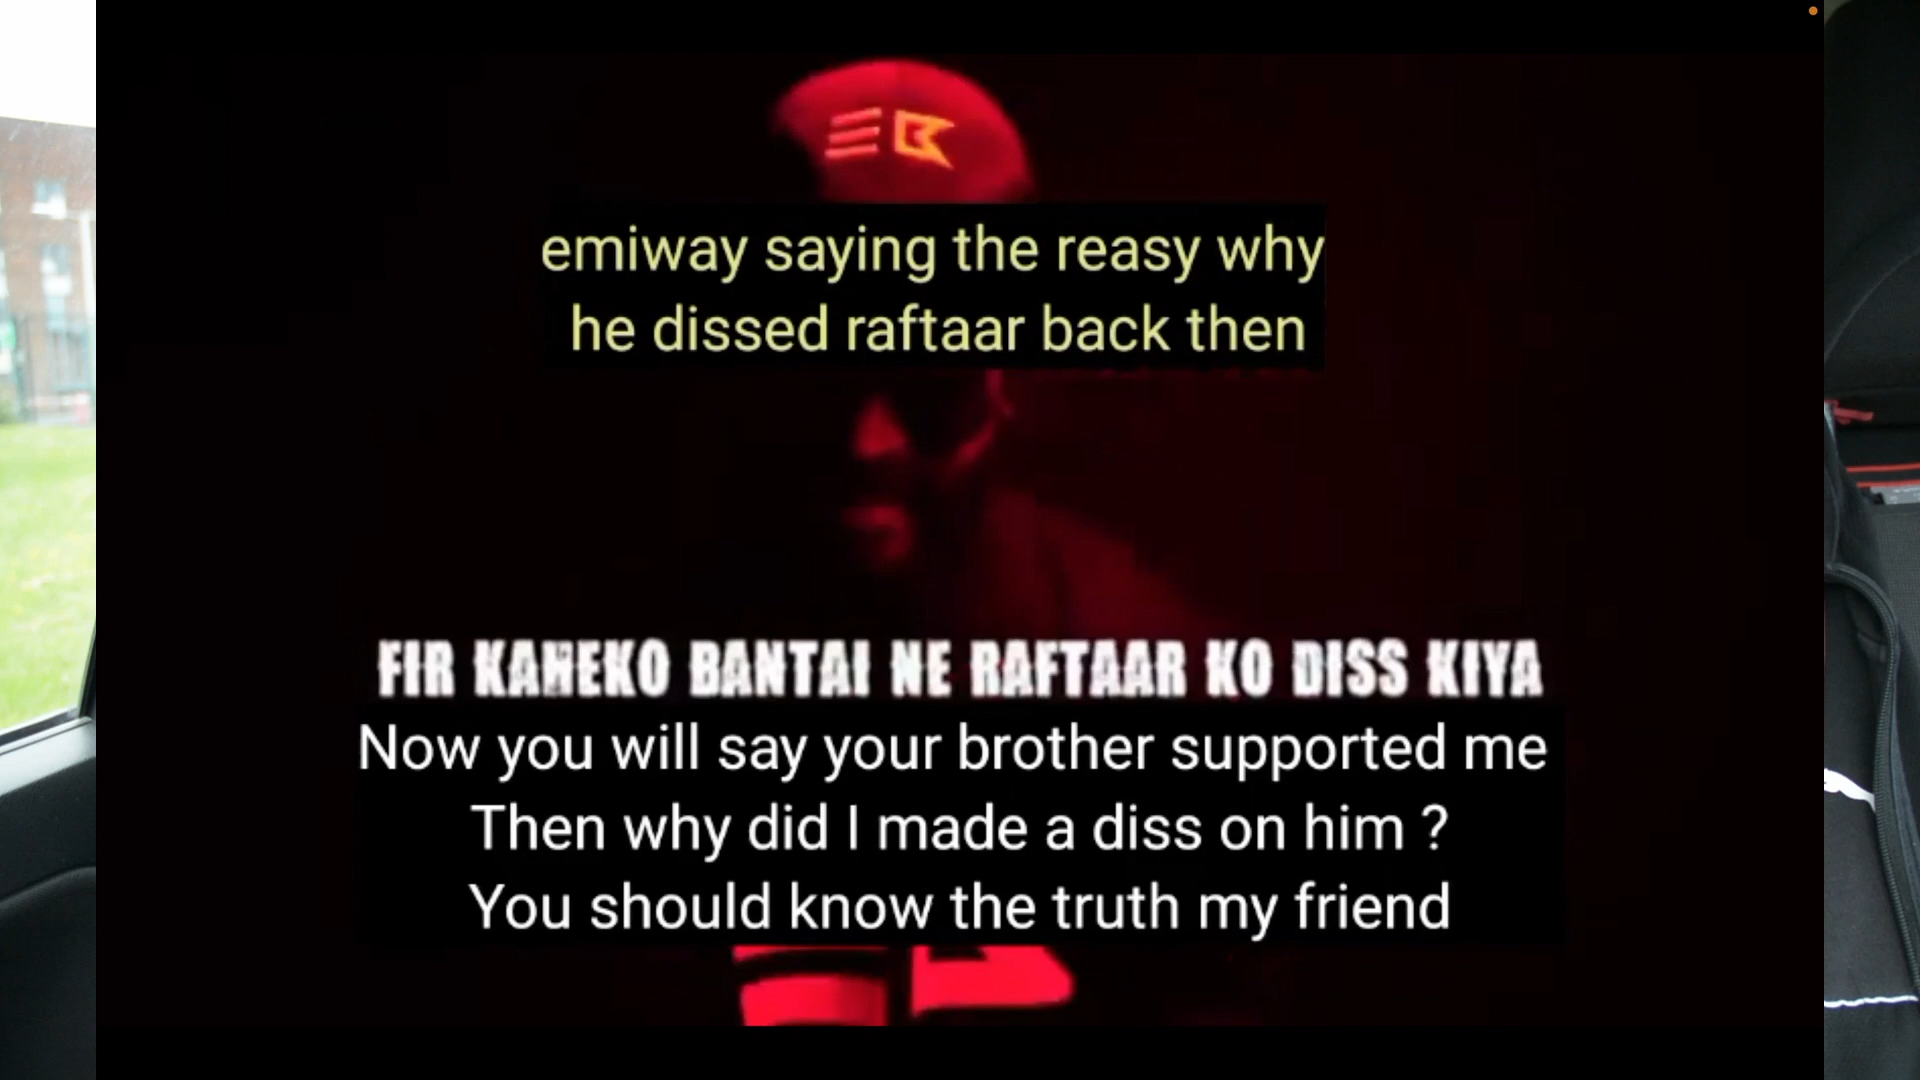 EB
emiway saying the reasy why
he dissed raftaar back then
FIR KAHEKO BANTAI NE RAFTAAR KO DISS KIYA
Now you will say your brother supported me
Then why did I made a diss on him ?
You should know the truth my friend